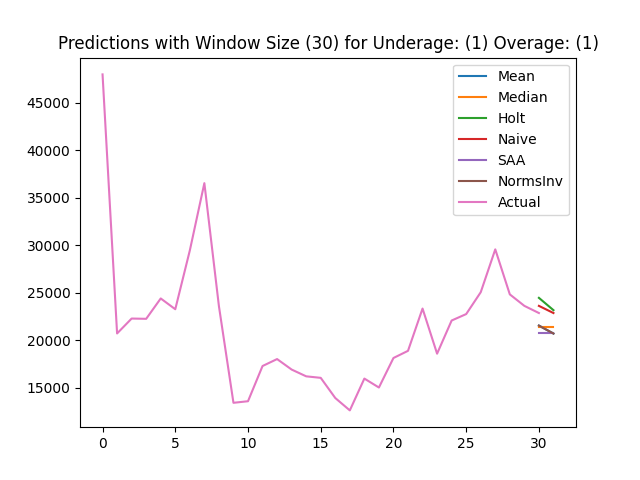 Predictions with Window Size (30) for Underage: (1) Overage: (1)
45000
40000
35000
30000
25000
20000
15000
0 5 10 15 20 25 30
Mean
Median
Holt
Naive
SAA
NormsInv
Actual